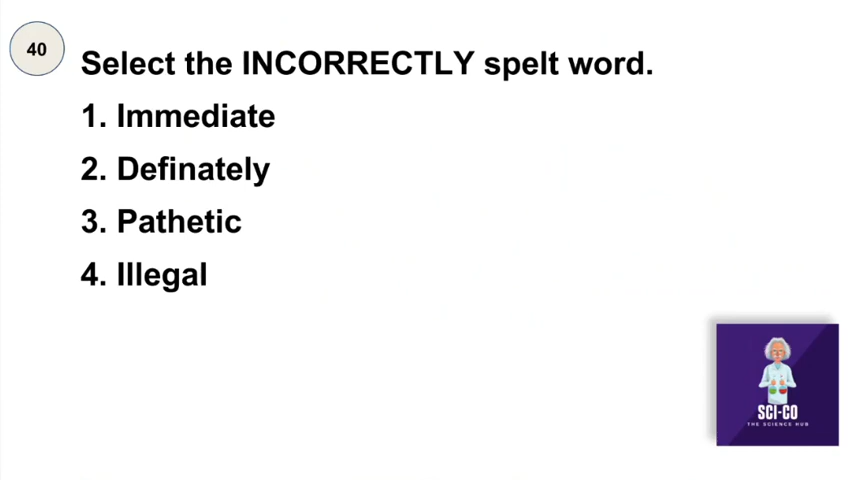 40
Select the INCORRECTLY spelt word.
1. Immediate
2. Definately
3. Pathetic
4. Illegal
SCI-CO
THE SCIENCE HUB